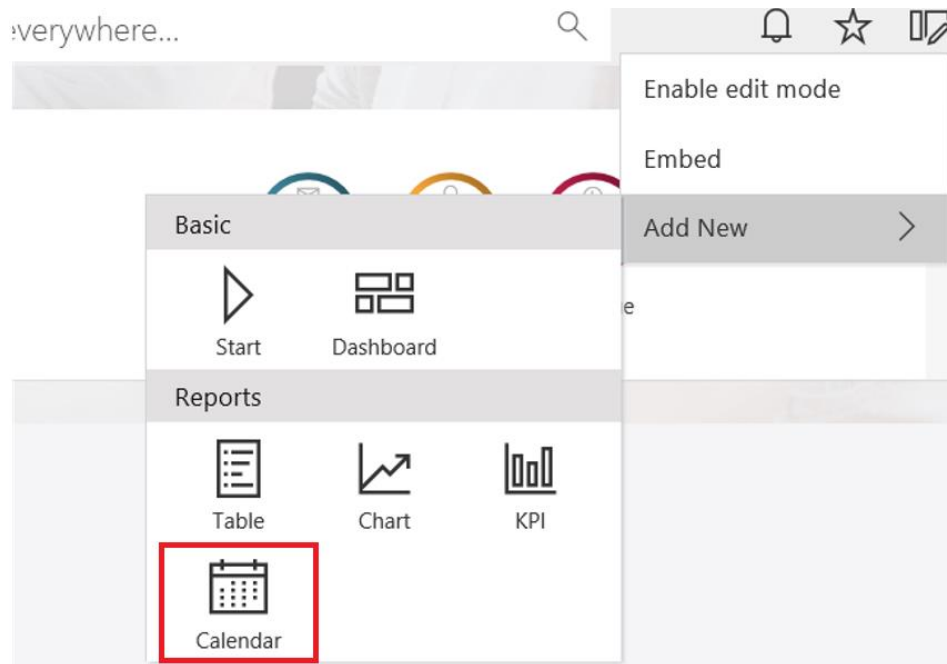 everywhere...
Enable edit mode
Embed
Add New
e
Basic
Start Dashboard
Reports
Table Chart KPI
Calendar